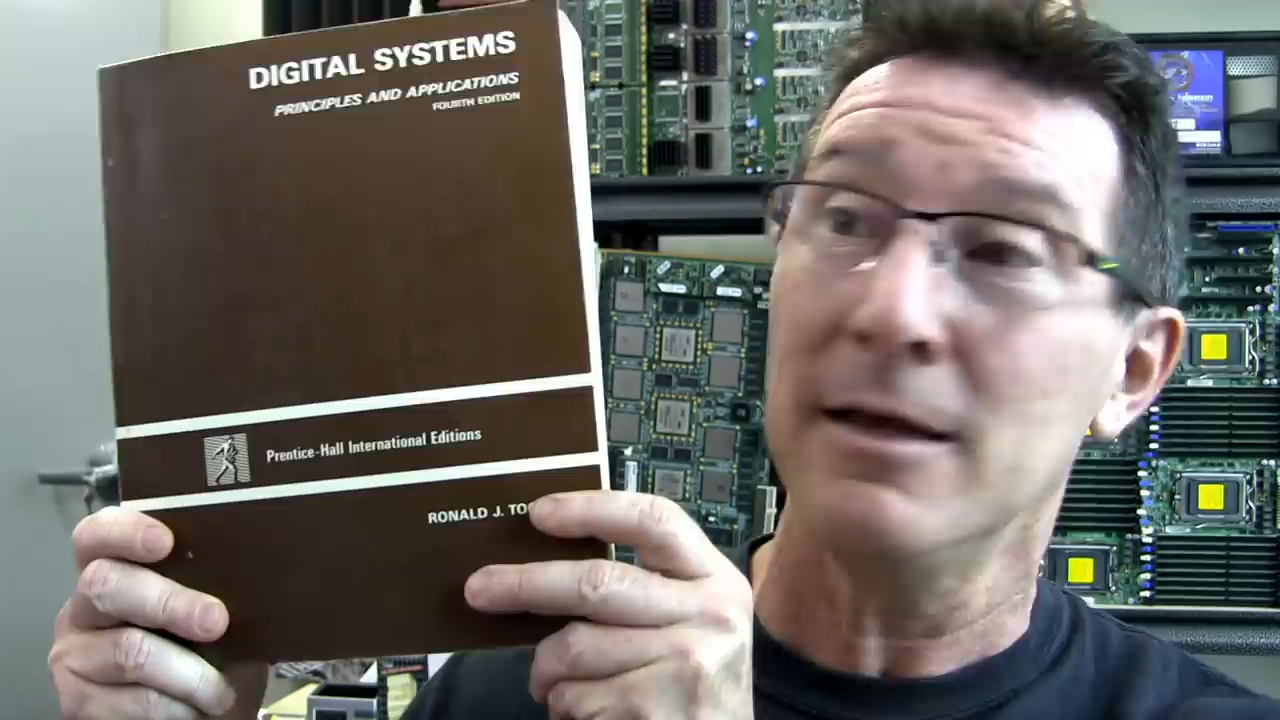 DIGITAL SYSTEMS
PRINCIPLES AND APPLICATIONS
FOURTH EDITION
Prentice-Hall International Editions
RONALD J.